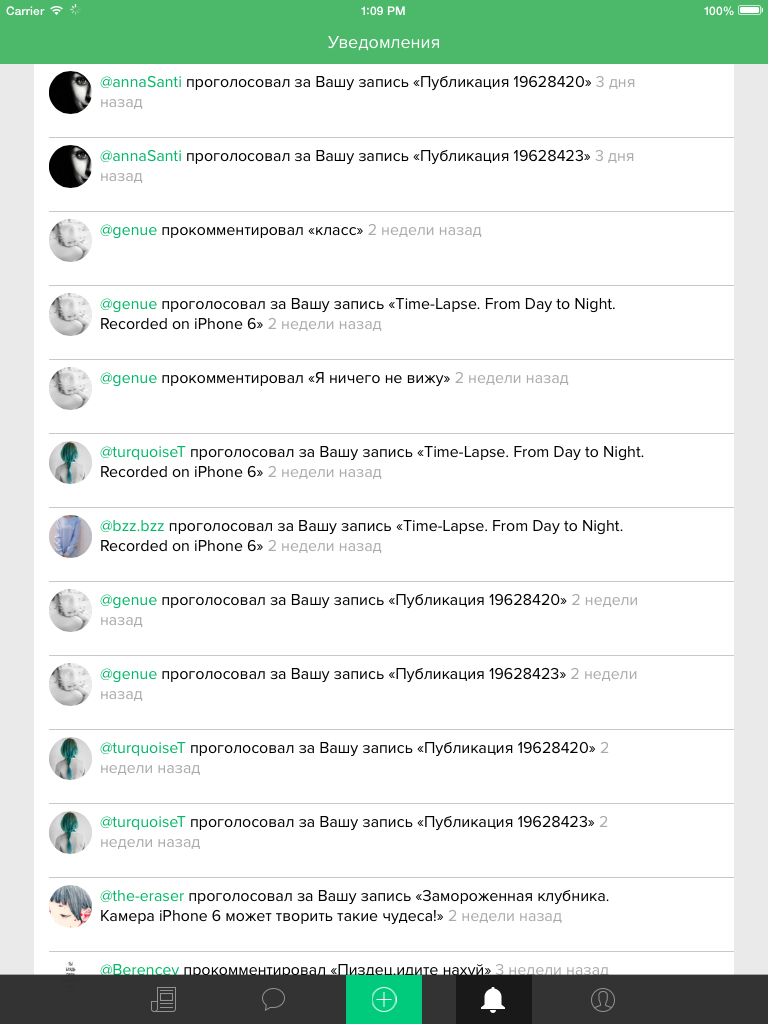 Carrier 1:09 PM 100%
Уведомления
@annaSanti проголосовал за Вашу запись «Публикация 19628420» 3 дня
назад
@annaSanti проголосовал за Вашу запись «Публикация 19628423» 3 дня
назад
@genue прокомментировал «класс» 2 недели назад
@genue проголосовал за Вашу запись «Time-Lapse. From Day to Night.
Recorded on iPhone 6» 2 недели назад
@genue прокомментировал «Я ничего не вижу» 2 недели назад
@turquoiseT проголосовал за Вашу запись «Time-Lapse. From Day to Night.
Recorded on iPhone 6» 2 недели назад
@bzz.bzz проголосовал за Вашу запись «Time-Lapse. From Day to Night.
Recorded on iPhone 6» 2 недели назад
@genue проголосовал за Вашу запись «Публикация 19628420» 2 недели
назад
@genue проголосовал за Вашу запись «Публикация 19628423» 2 недели
назад
@turquoiseT проголосовал за Вашу запись «Публикация 19628420» 2
недели назад
@turquoiseT проголосовал за Вашу запись «Публикация 19628423» 2
недели назад
@the-eraser проголосовал за Вашу запись «Замороженная клубника.
Камера iPhone 6 может творить такие чудеса!» 2 недели назад
@Berencev прокомментировал «Пиздец,идите нахуй» 3 недели назад